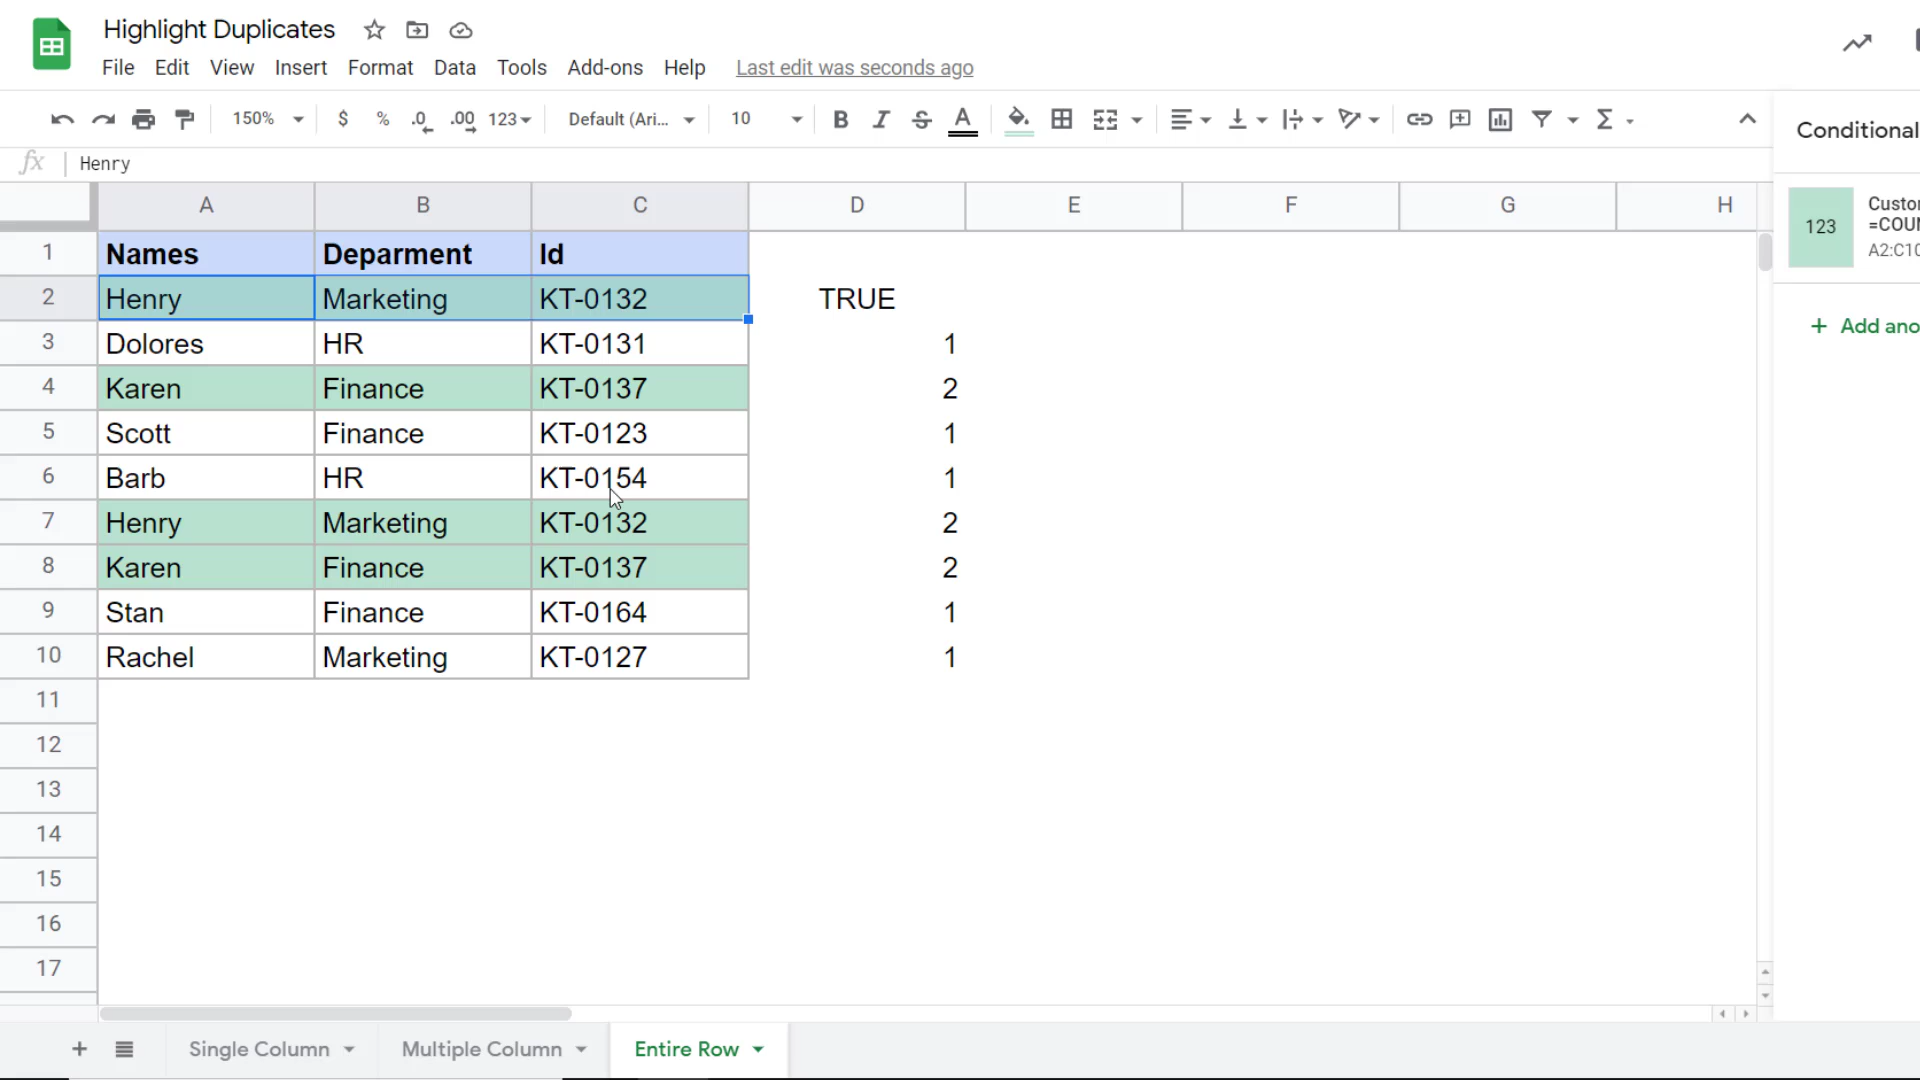 Highlight Duplicates
File Edit View Insert Format Data Tools Add-ons Help Last edit was seconds ago
150% $ % .0 .00 123 Default (Ari... 10 B I S A
Conditional
fx Henry
A B C D E F G H
123
Custo
=COU
A2:C10
1 Names Deparment Id
2 Henry Marketing KT-0132 TRUE
+ Add ano
3 Dolores HR KT-0131 1
4 Karen Finance KT-0137 2
5 Scott Finance KT-0123 1
6 Barb HR KT-0154 1
7 Henry Marketing KT-0132 2
8 Karen Finance KT-0137 2
9 Stan Finance KT-0164 1
10 Rachel Marketing KT-0127 1
11
12
13
14
15
16
17
+ Single Column Multiple Column Entire Row